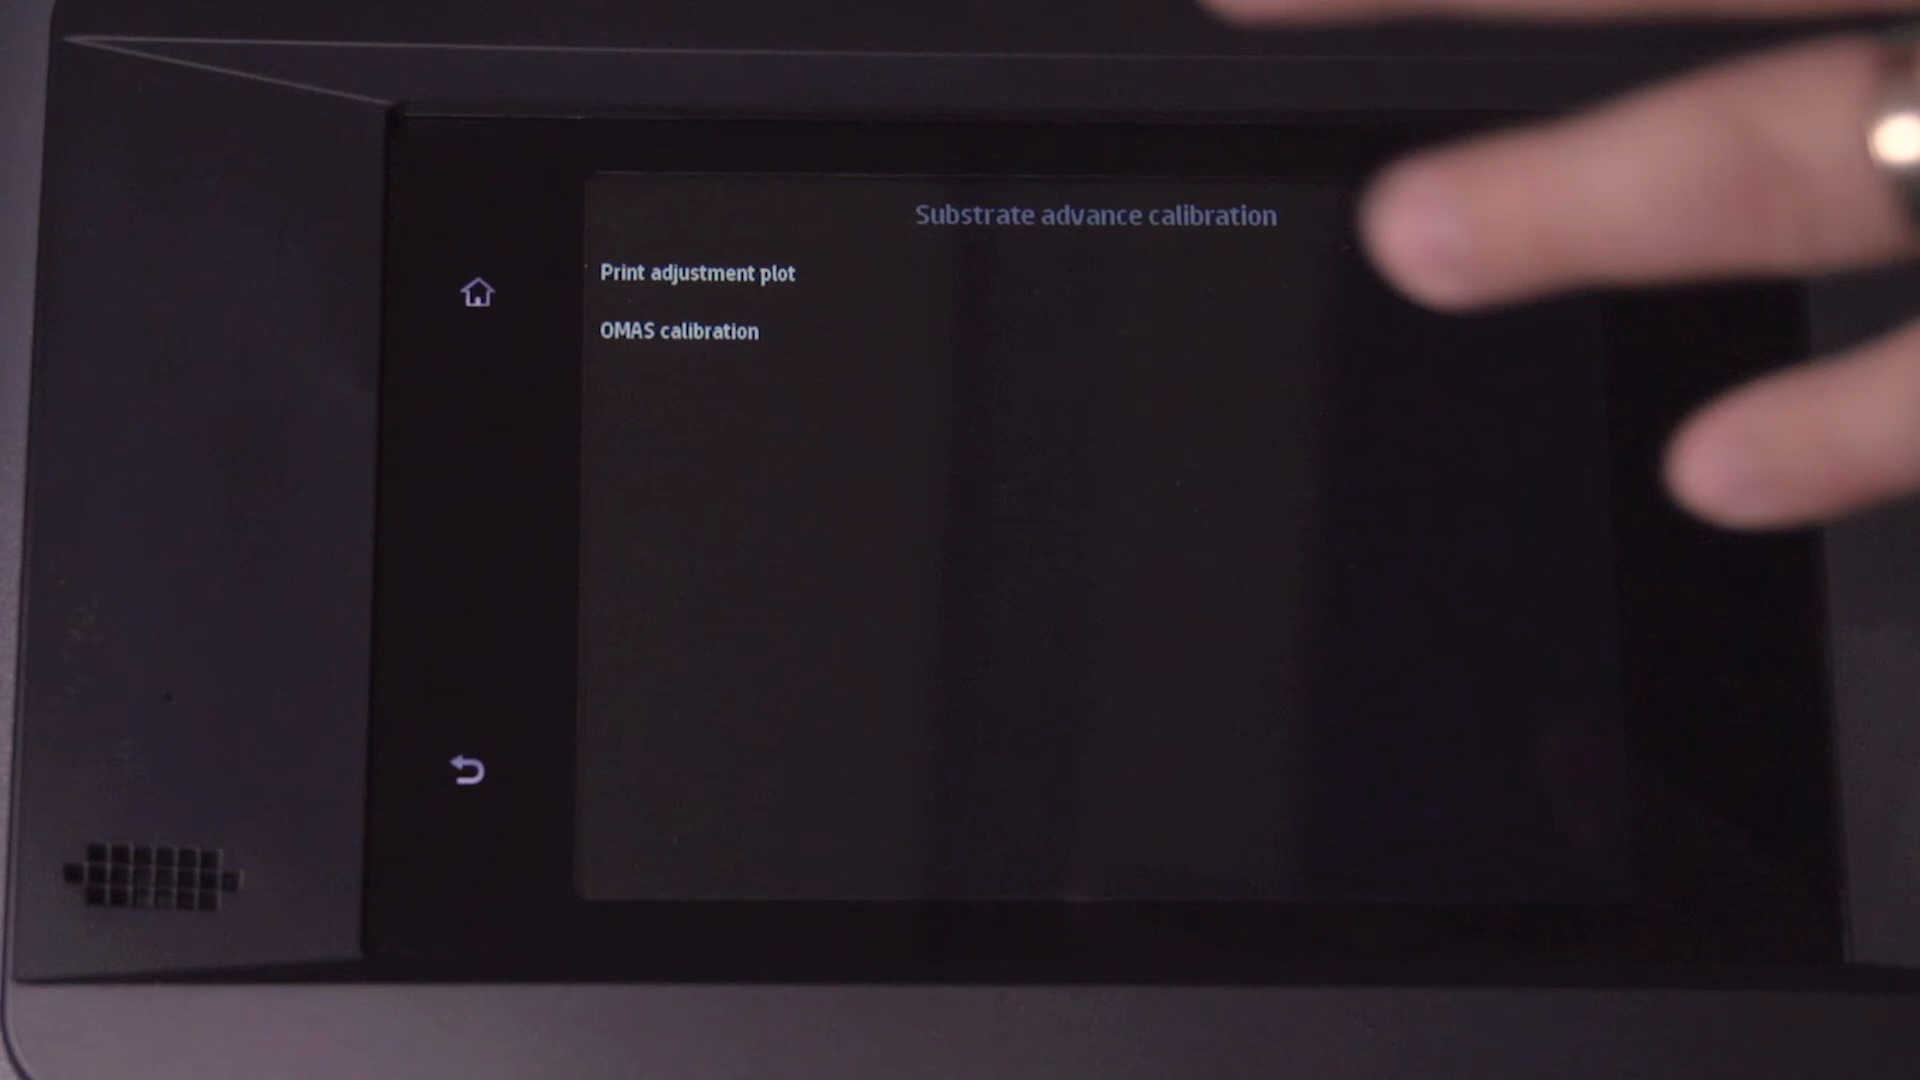 Substrate advance calibration
Print adjustment plot
OMAS calibration